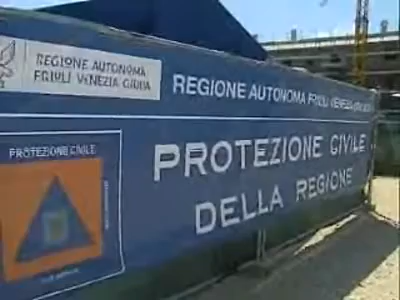 REGIONE AUTONOMA
FRIULI VENEZIA GIULIA
REGIONE AUTONOMA FRIULI VENEZIA GIULIA
PROTEZIONE CIVILE
DELLA REGIONE
PROTEZIONE CIVILE